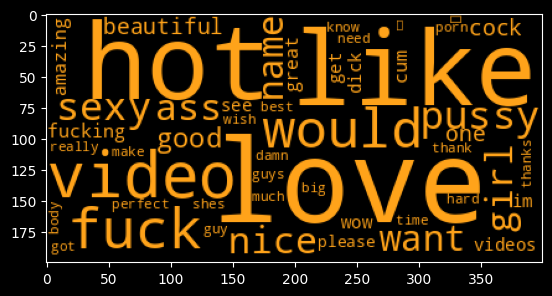 0
25
50
75
100
125
150
175
0 50 100 150 200 250 300 350
amazing
beautiful
hot
name
great
like
know
need
get
dick
cum
porn
cock
sexy
ass
see
wish
best
would
pussy
one
fucking
really
make
good
damn
guys
much
love
big
thank
thanks
girl
video
body
got
perfect
shes
fuck
guy
nice
wow
please
time
want
hard
im
videos